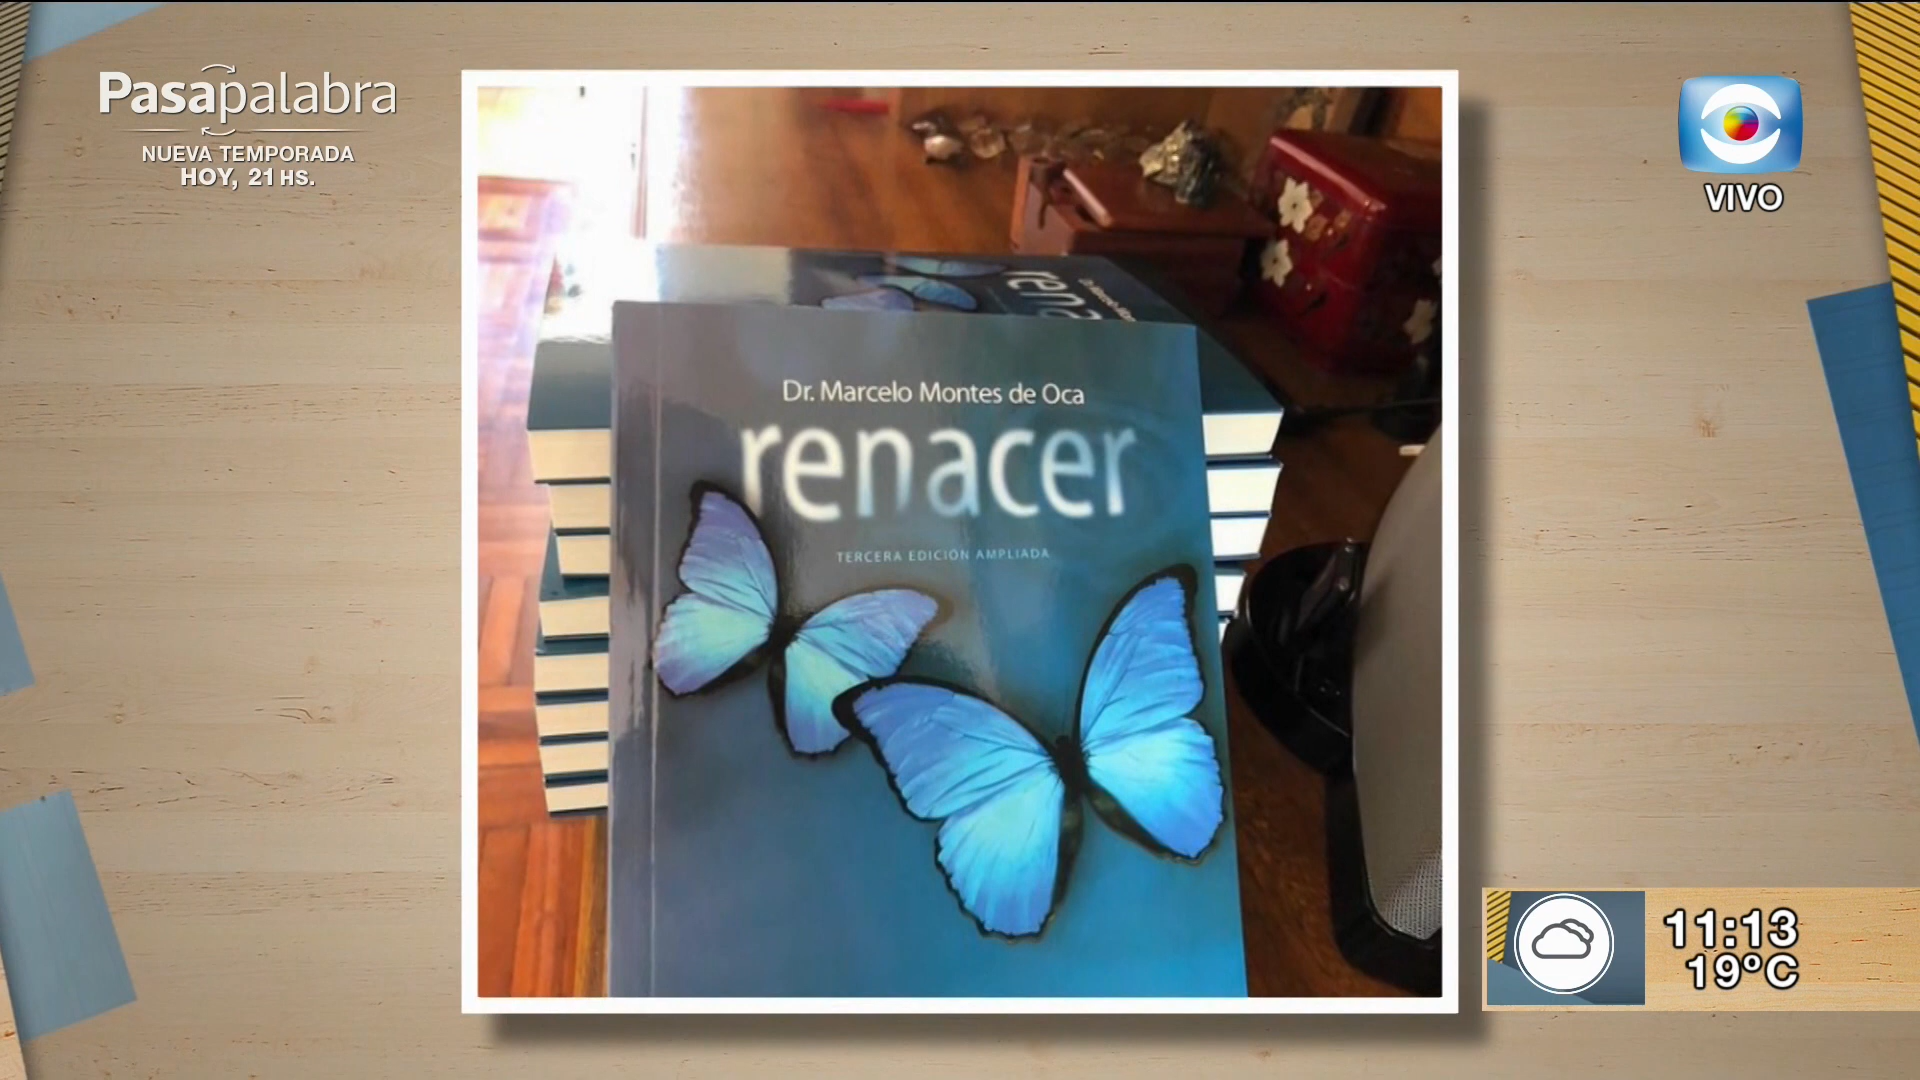 Pasapalabra
NUEVA TEMPORADA
HOY, 21 HS.
VIVO
rena
Dr. Marcelo Montes de Oca
renacer
TERCERA EDICIÓN AMPLIADA
11:13
19°C